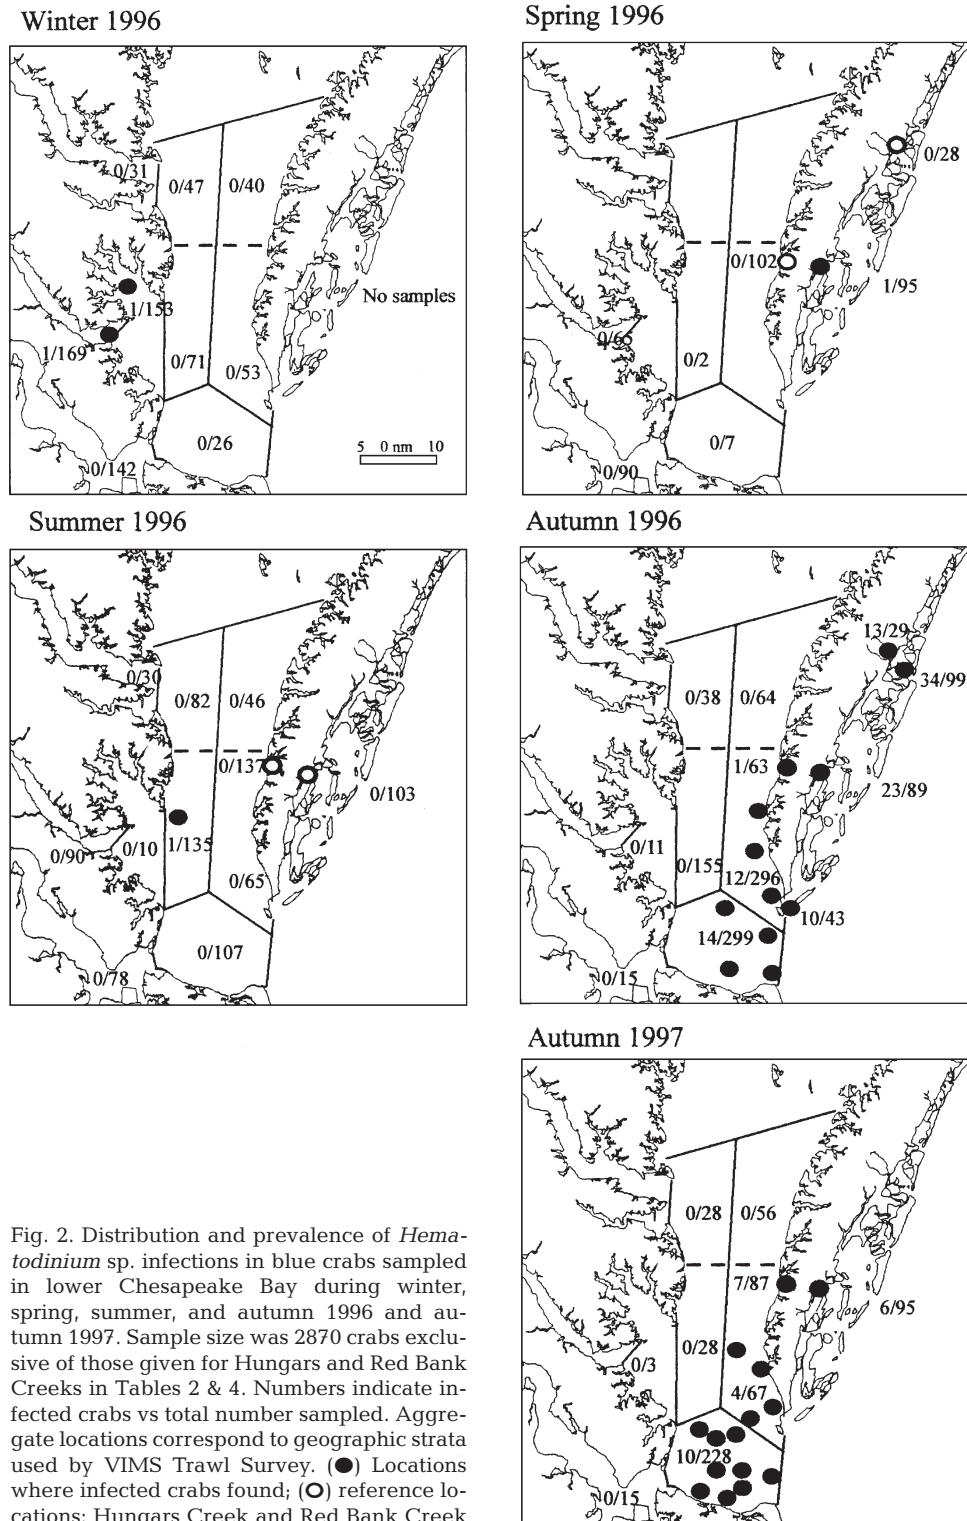 Winter 1996
0/31
0/47
0/40
No samples
1/153
1/169
0/71
0/53
0/26
5 0 nm 10
0/142
Spring 1996
0/28
0/102
1/95
0/2
0/7
0/90
Summer 1996
0/30
0/82
0/46
0/137
0/103
0/90
0/10
1/135
0/65
0/107
0/78
Autumn 1996
13/29
34/99
0/38
0/64
1/63
23/89
0/11
0/155
12/296
10/43
14/299
0/15
Autumn 1997
0/28
0/56
7/87
6/95
0/28
0/3
4/67
10/228
0/15
Fig. 2. Distribution and prevalence of Hema-
todinium sp. infections in blue crabs sampled
in lower Chesapeake Bay during winter,
spring, summer, and autumn 1996 and au-
tumn 1997. Sample size was 2870 crabs exclu-
sive of those given for Hungars and Red Bank
Creeks in Tables 2 & 4. Numbers indicate in-
fected crabs vs total number sampled. Aggre-
gate locations correspond to geographic strata
used by VIMS Trawl Survey. (●) Locations
where infected crabs found; (○) reference lo-
cations: Hungars Creek and Red Bank Creek